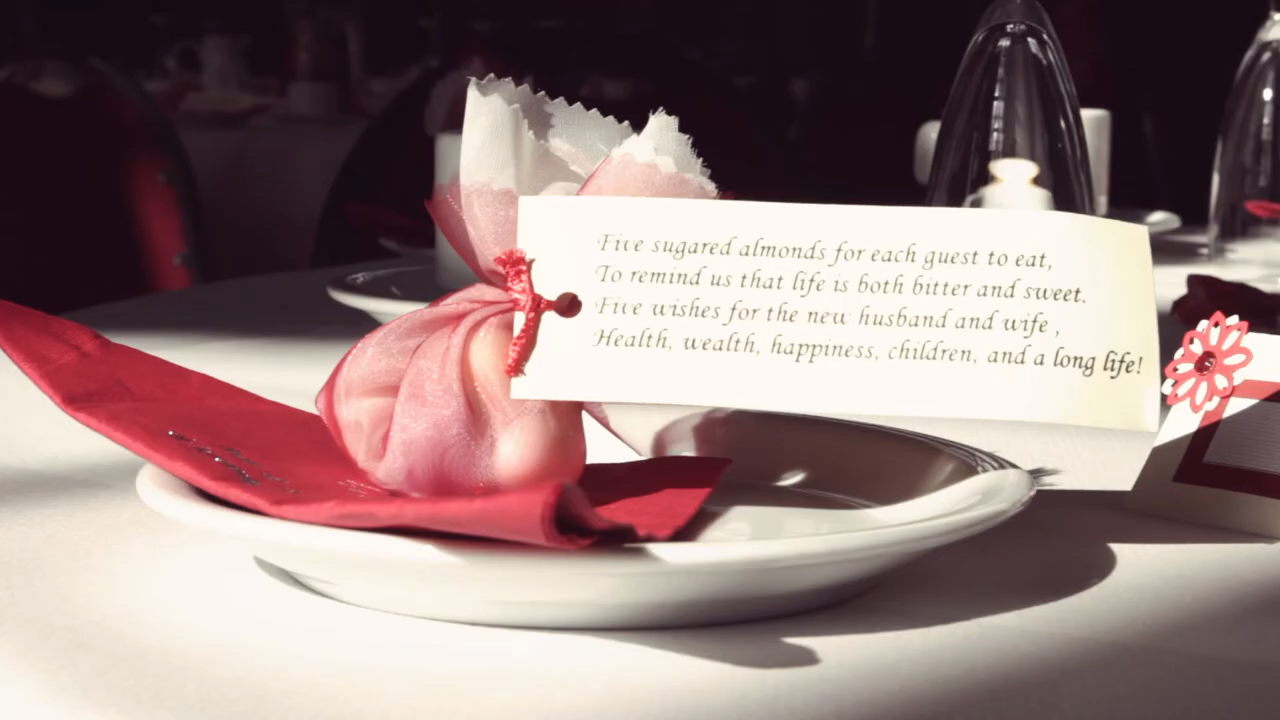 Five sugared almonds for each guest to eat,
To remind us that life is both bitter and sweet.
Five wishes for the new husband and wife ,
Health, wealth, happiness, children, and a long life!